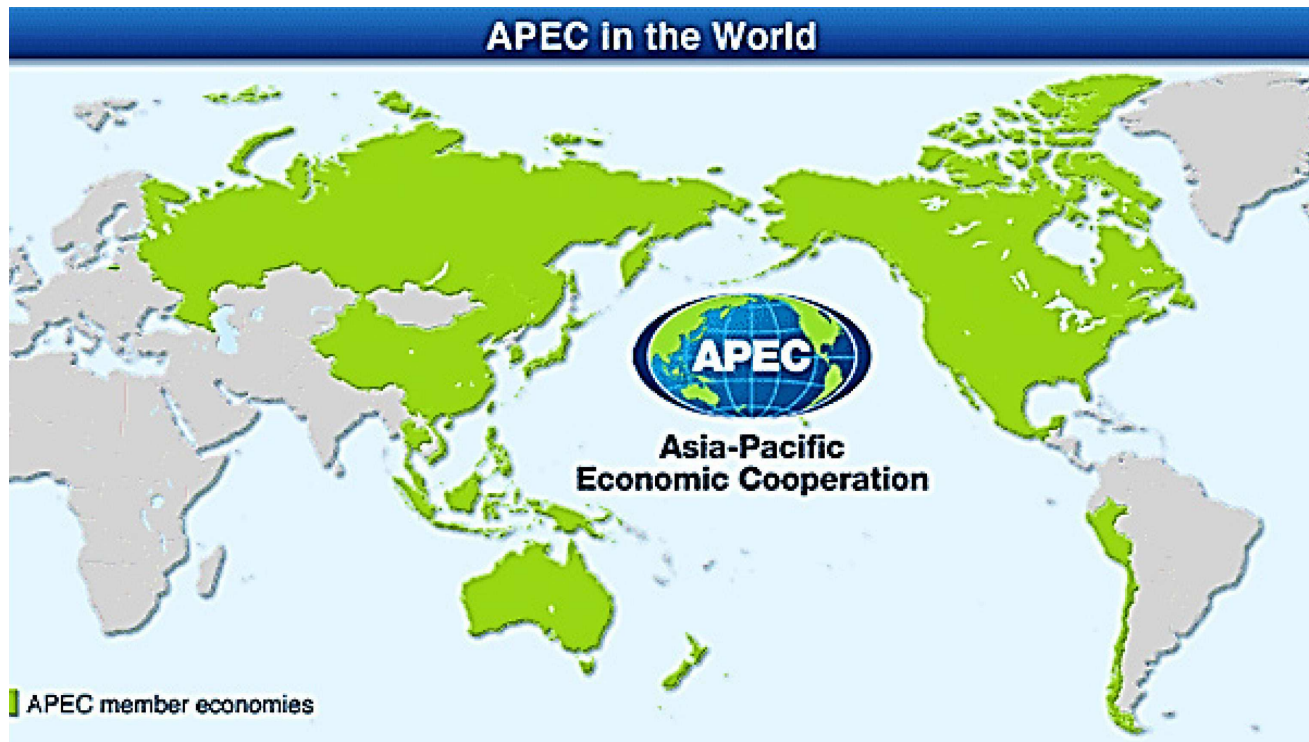 APEC in the World
APEC
Asia-Pacific
Economic Cooperation
APEC member economies